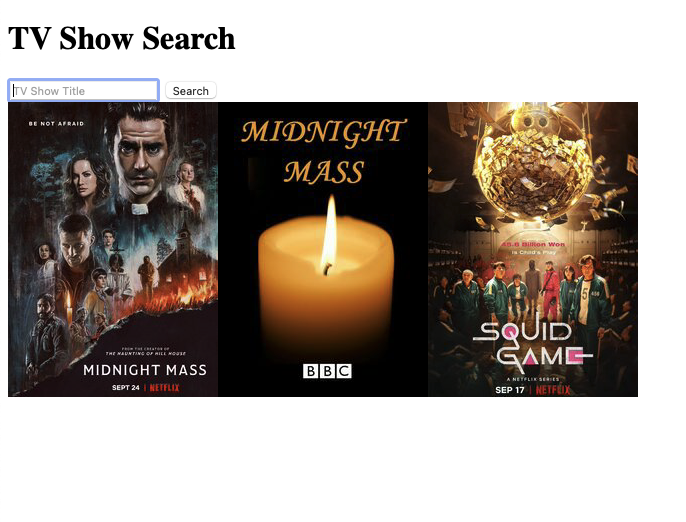 TV Show Search
TV Show Title
Search
BE NOT AFRAID
FROM THE CREATOR OF
THE HAUNTING OF HILL HOUSE
MIDNIGHT MASS
SEPT 24 | NETFLIX
MIDNIGHT
MASS
BBC
45.6 Billion Won
is Child's Play
5
456
SQUID
GAME
A NETFLIX SERIES
SEP 17 | NETFLIX